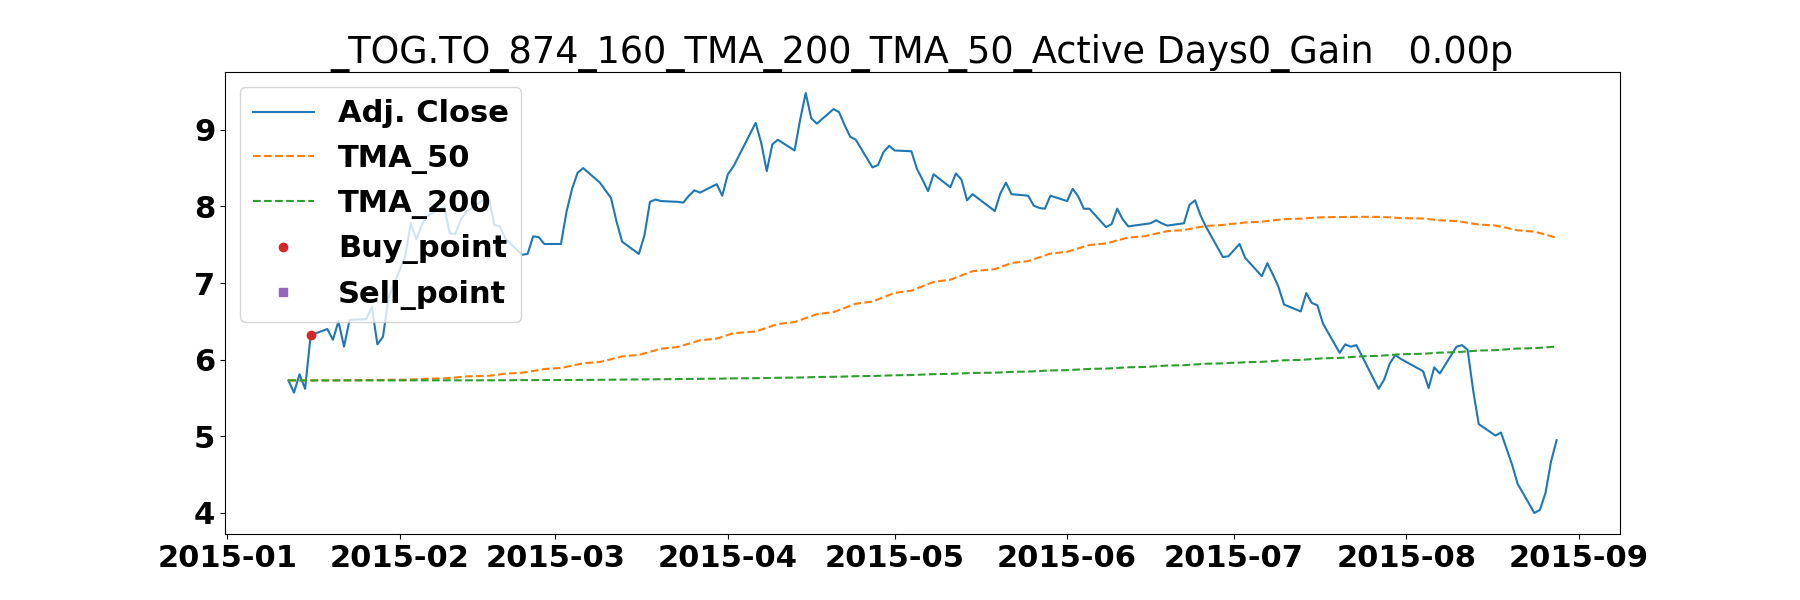 _TOG.TO_874_160_TMA_200_TMA_50_Active Days0_Gain   0.00p
Adj. Close
TMA_50
TMA_200
Buy_point
Sell_point
9
8
7
6
5
4
2015-01 2015-02 2015-03 2015-04 2015-05 2015-06 2015-07 2015-08 2015-09